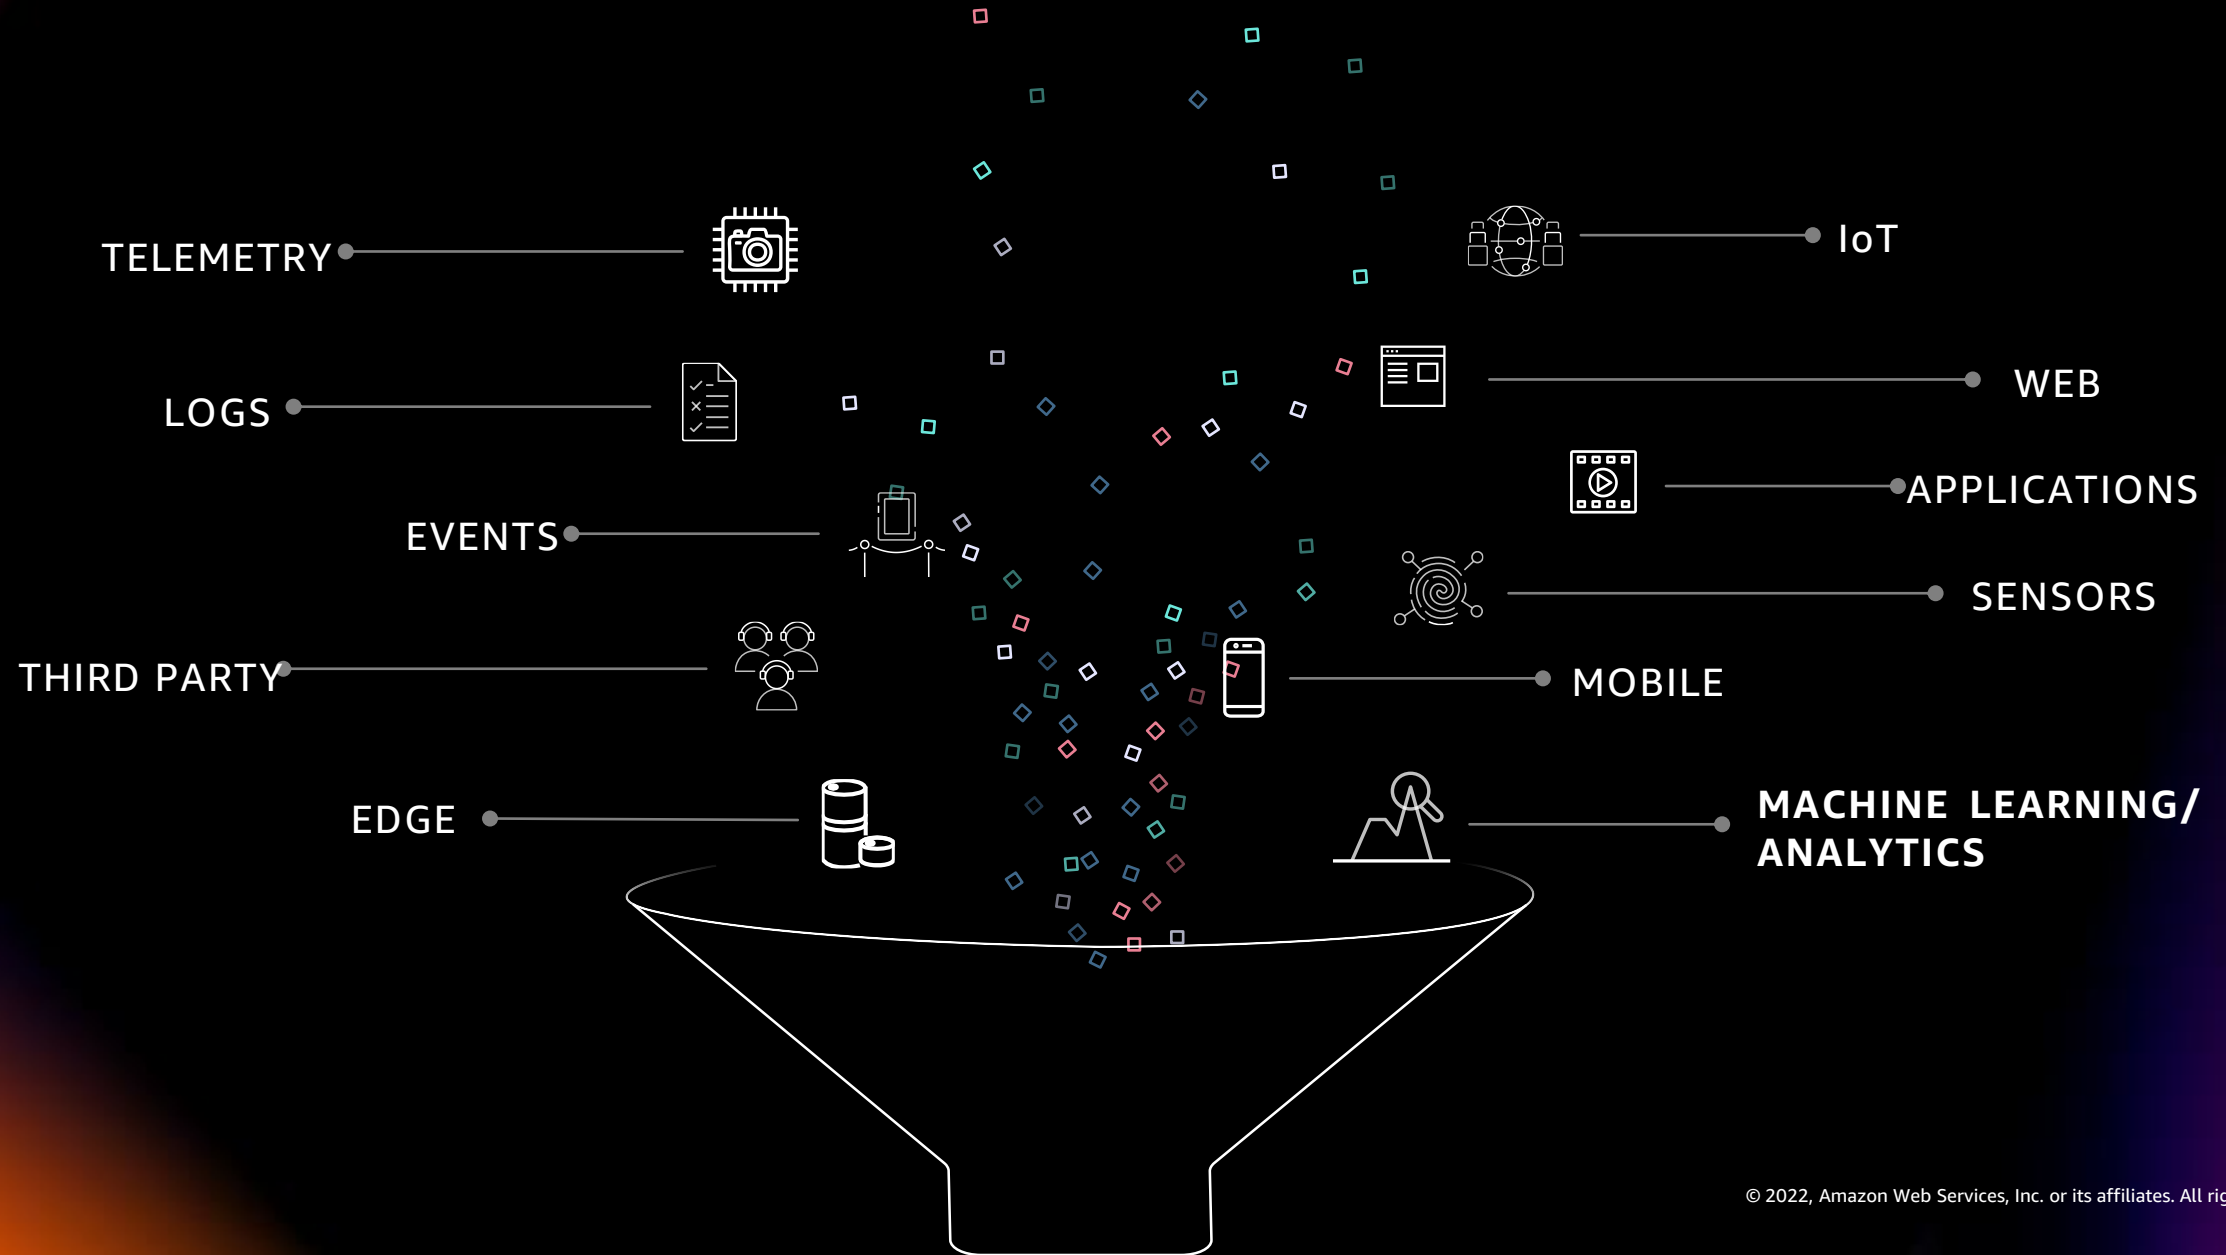 TELEMETRY
IoT
LOGS
WEB
APPLICATIONS
EVENTS
SENSORS
THIRD PARTY
MOBILE
EDGE
MACHINE LEARNING/
ANALYTICS
© 2022, Amazon Web Services, Inc. or its affiliates. All